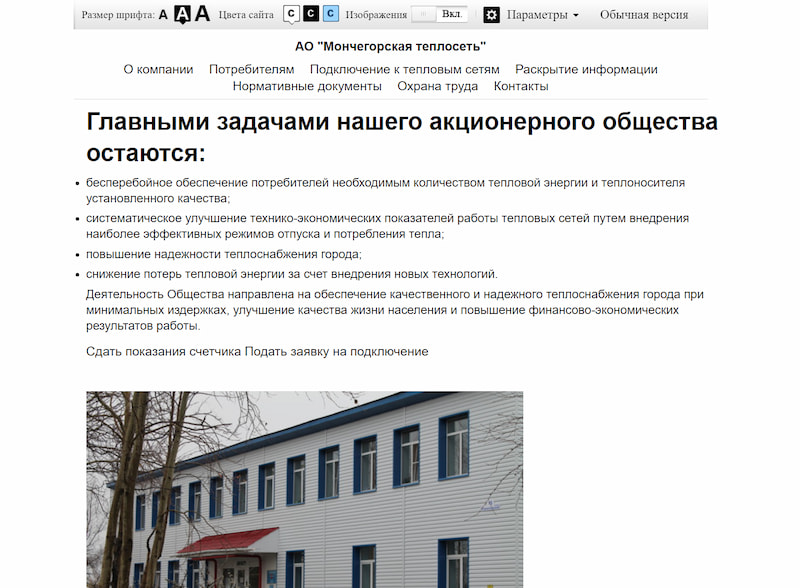 Размер шрифта: A A A Цвета сайта C C C Изображения Вкл. Параметры Обычная версия
АО "Мончегорская теплосеть"
О компании Потребителям Подключение к тепловым сетям Раскрытие информации
Нормативные документы Охрана труда Контакты
Главными задачами нашего акционерного общества
остаются:
бесперебойное обеспечение потребителей необходимым количеством тепловой энергии и теплоносителя
установленного качества;
систематическое улучшение технико-экономических показателей работы тепловых сетей путем внедрения
наиболее эффективных режимов отпуска и потребления тепла;
повышение надежности теплоснабжения города;
снижение потерь тепловой энергии за счет внедрения новых технологий.
Деятельность Общества направлена на обеспечение качественного и надежного теплоснабжения города при
минимальных издержках, улучшение качества жизни населения и повышение финансово-экономических
результатов работы.
Сдать показания счетчика Подать заявку на подключение